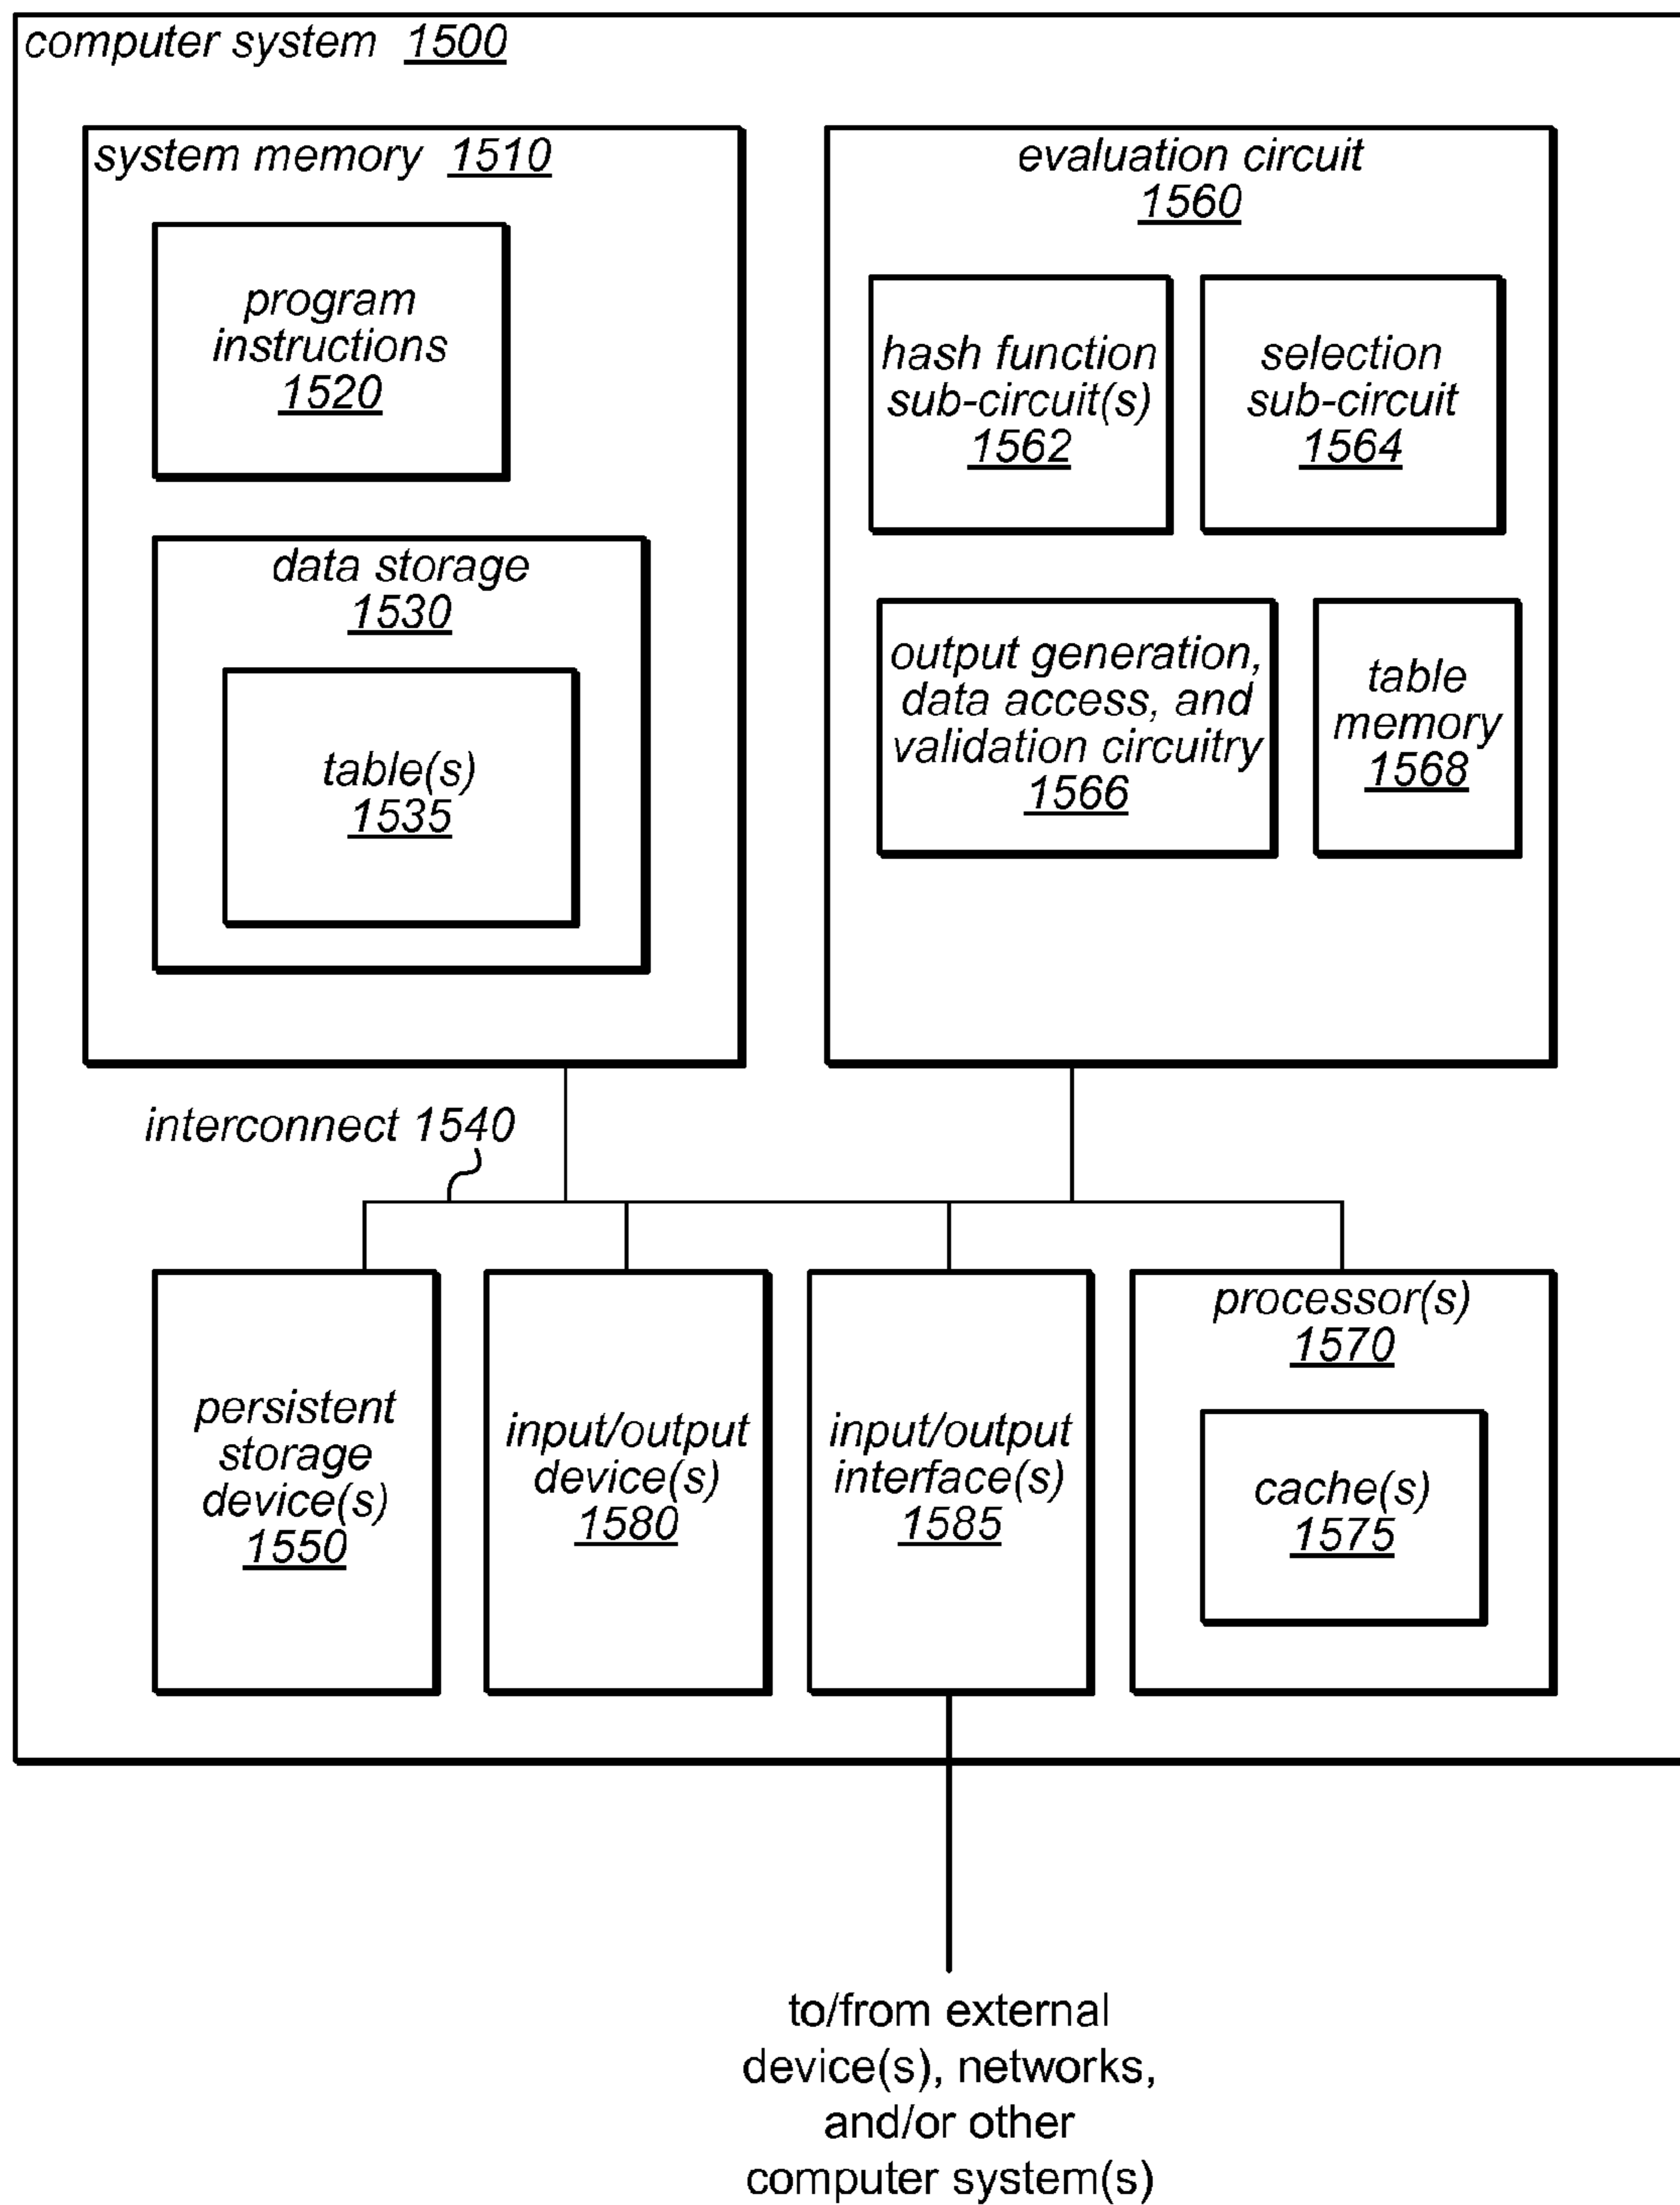 computer system 1500
system memory 1510
program
instructions
1520
data storage
1530
table(s)
1535
evaluation circuit
1560
hash function
sub-circuit(s)
1562
selection
sub-circuit
1564
output generation,
data access, and
validation circuitry
1566
table
memory
1568
interconnect 1540
persistent
storage
device(s)
1550
input/output
device(s)
1580
input/output
interface(s)
1585
processor(s)
1570
cache(s)
1575
to/from external
device(s), networks,
and/or other
computer system(s)